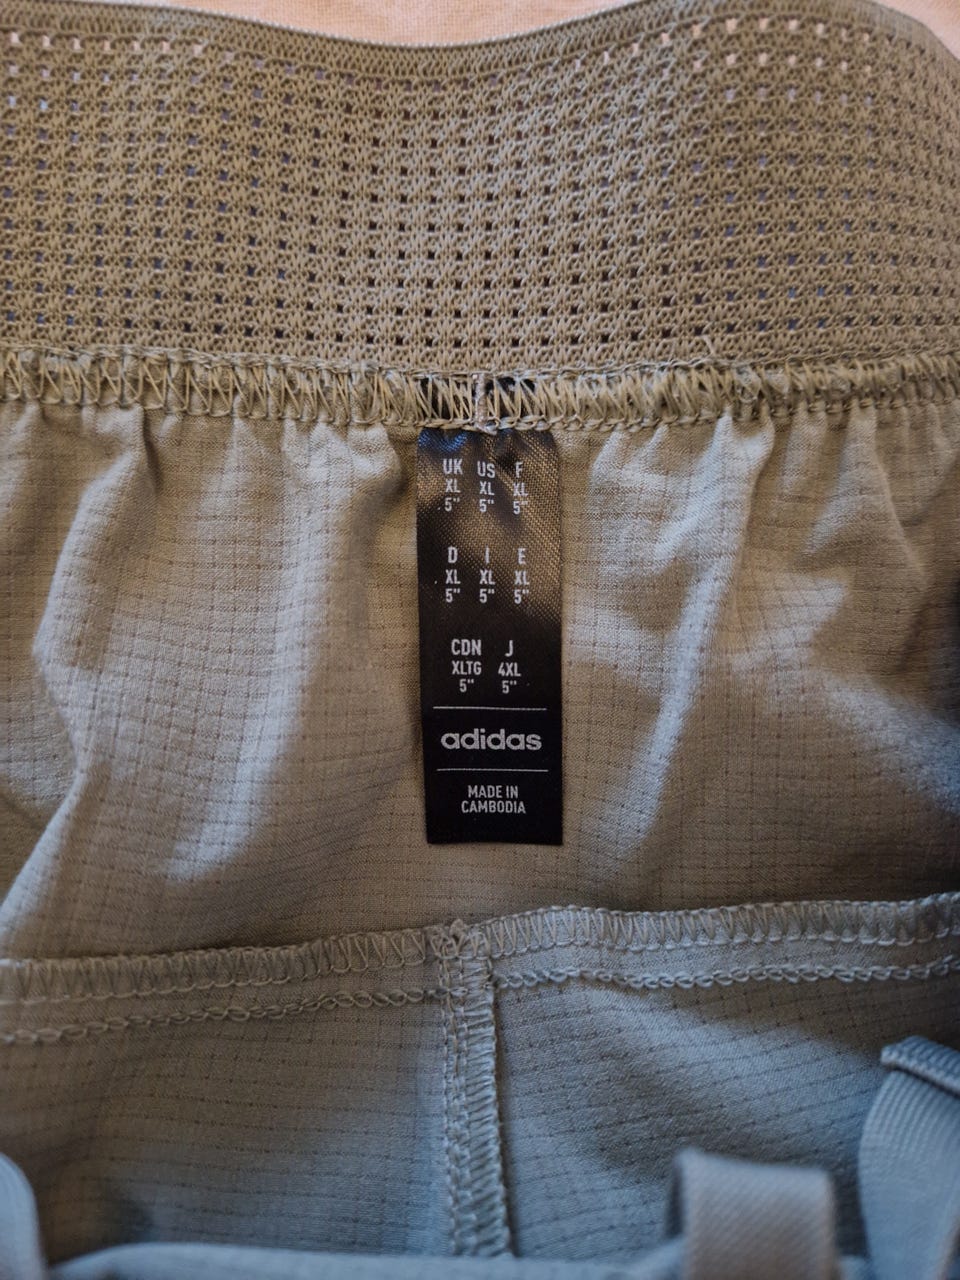 UK US F
XL XL XL
5" 5" 5"
D I E
XL XL XL
5" 5" 5"
CDN J
XLTG 4XL
5" 5"
adidas
MADE IN
CAMBODIA